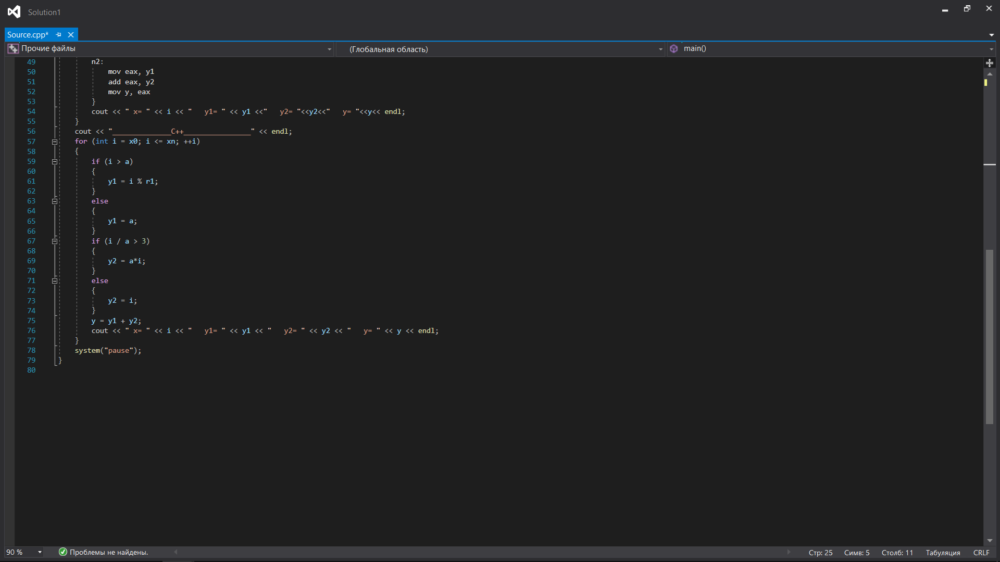 Solution1
Source.cpp*
Прочие файлы (Глобальная область) main()
49 n2:
50 mov eax, y1
51 add eax, y2
52 mov y, eax
53 }
54 cout << " x= " << i << "   y1= " << y1 <<"   y2= "<<y2<<"   y= "<<y<< endl;
55 }
56 cout << "______________C++________________" << endl;
57 for (int i = x0; i <= xn; ++i)
58 {
59 if (i > a)
60 {
61 y1 = i % r1;
62 }
63 else
64 {
65 y1 = a;
66 }
67 if (i / a > 3)
68 {
69 y2 = a*i;
70 }
71 else
72 {
73 y2 = i;
74 }
75 y = y1 + y2;
76 cout << " x= " << i << "   y1= " << y1 << "   y2= " << y2 << "   y= " << y << endl;
77 }
78 system("pause");
79 }
80
90 % Проблемы не найдены. Стр: 25 Симв: 5 Столб: 11 Табуляция CRLF